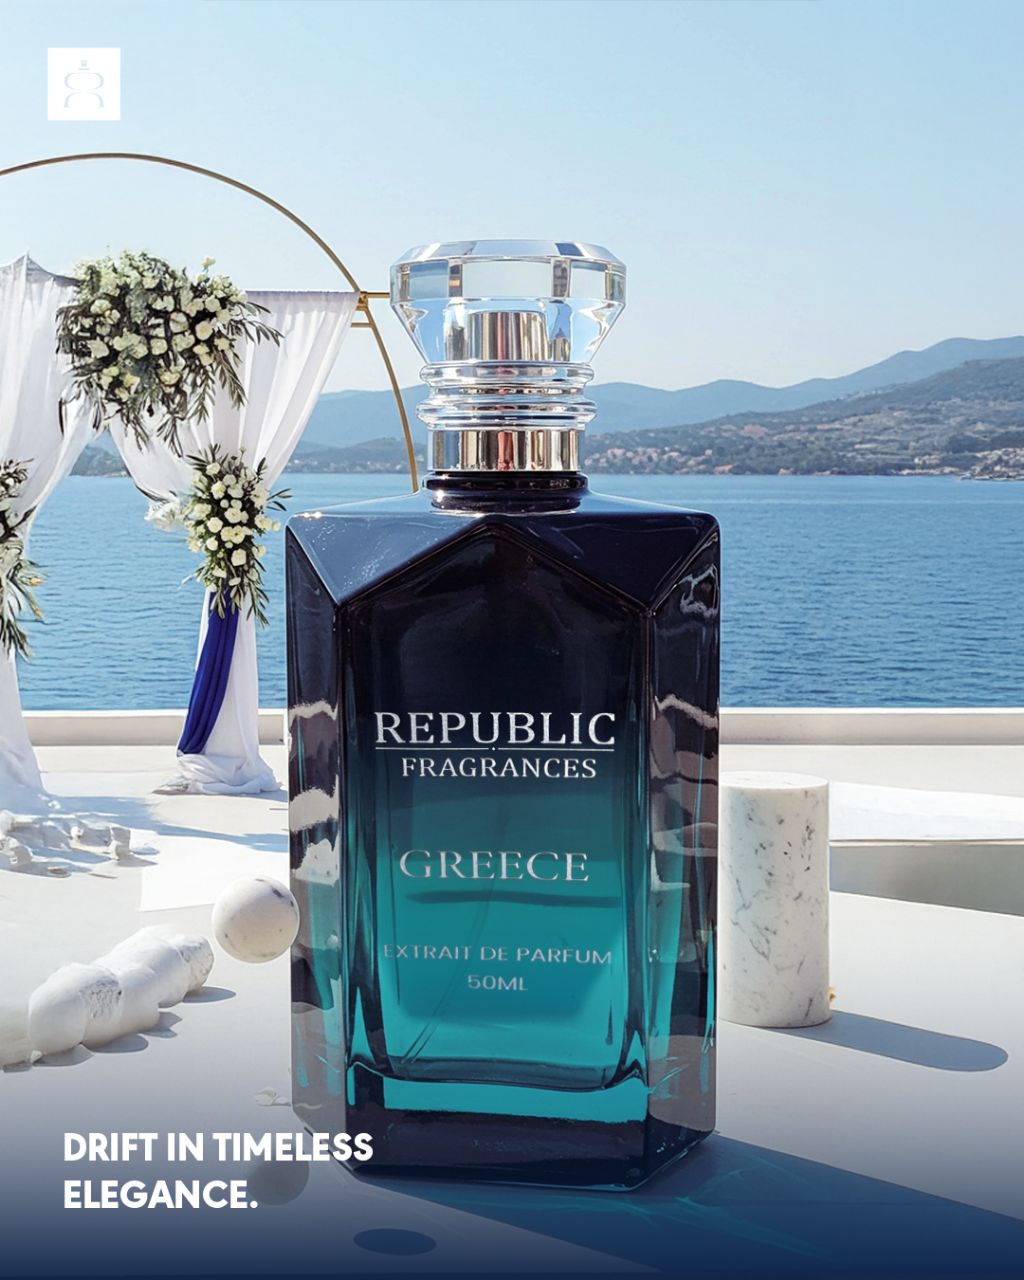 REPUBLIC
FRAGRANCES
GREECE
EXTRAIT DE PARFUM
50ML
DRIFT IN TIMELESS
ELEGANCE.